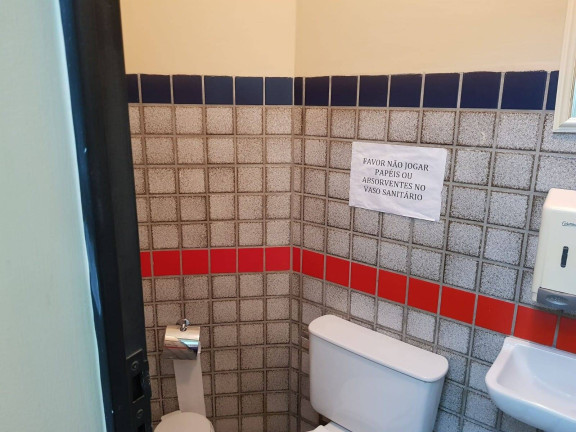 FAVOR NÃO JOGAR
PAPÉIS OU
ABSORVENTES NO
VASO SANITÁRIO